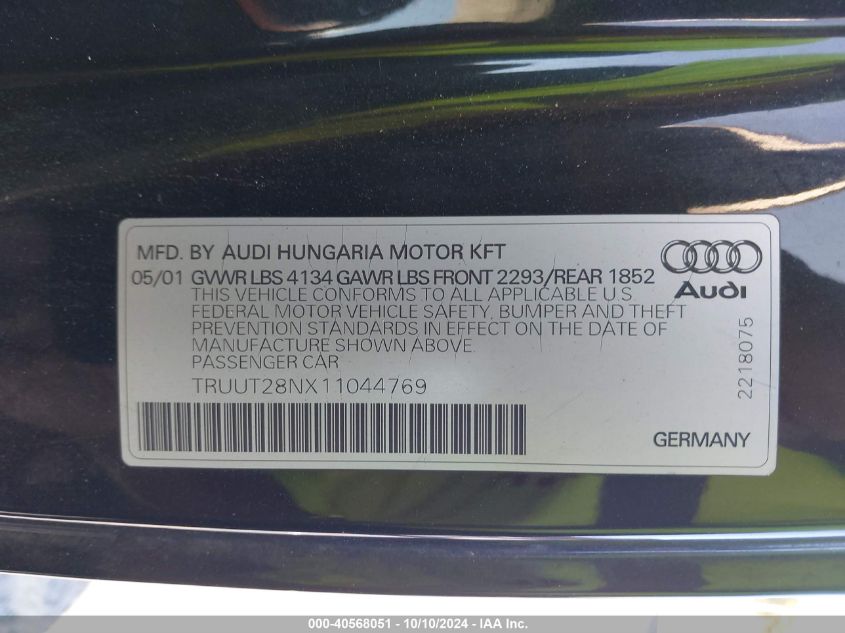 MFD. BY AUDI HUNGARIA MOTOR KFT
05/01 GVWR LBS 4134 GAWR LBS FRONT 2293/REAR 1852
THIS VEHICLE CONFORMS TO ALL APPLICABLE U.S.
FEDERAL MOTOR VEHICLE SAFETY, BUMPER AND THEFT
PREVENTION STANDARDS IN EFFECT ON THE DATE OF
MANUFACTURE SHOWN ABOVE.
PASSENGER CAR
TRUUT28NX11044769
Audi
2218075
GERMANY
000-40568051 - 10/10/2024 - IAA Inc.